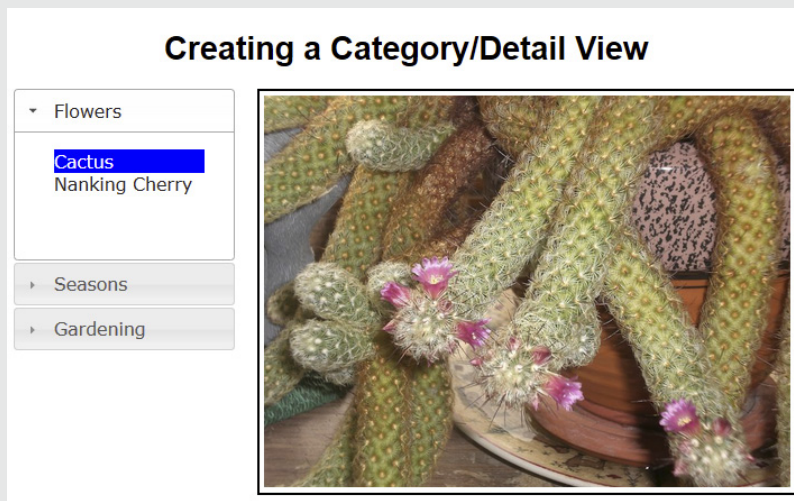 Creating a Category/Detail View
Flowers
Cactus
Nanking Cherry
Seasons
Gardening